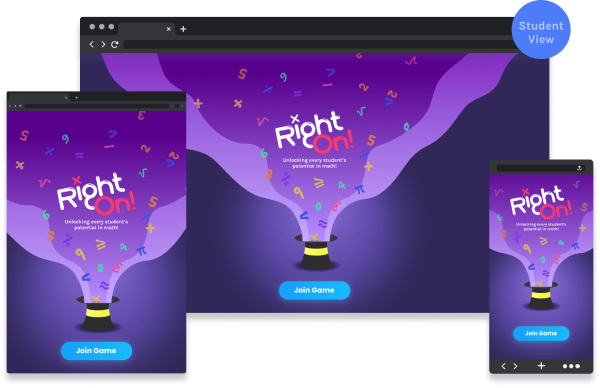 Student
View
Right
On!
Unlocking every student's
potential in math!
Join Game
Right
On!
Unlocking every student's
potential in math!
Join Game
Right
On!
Unlocking every student's
potential in math!
Join Game